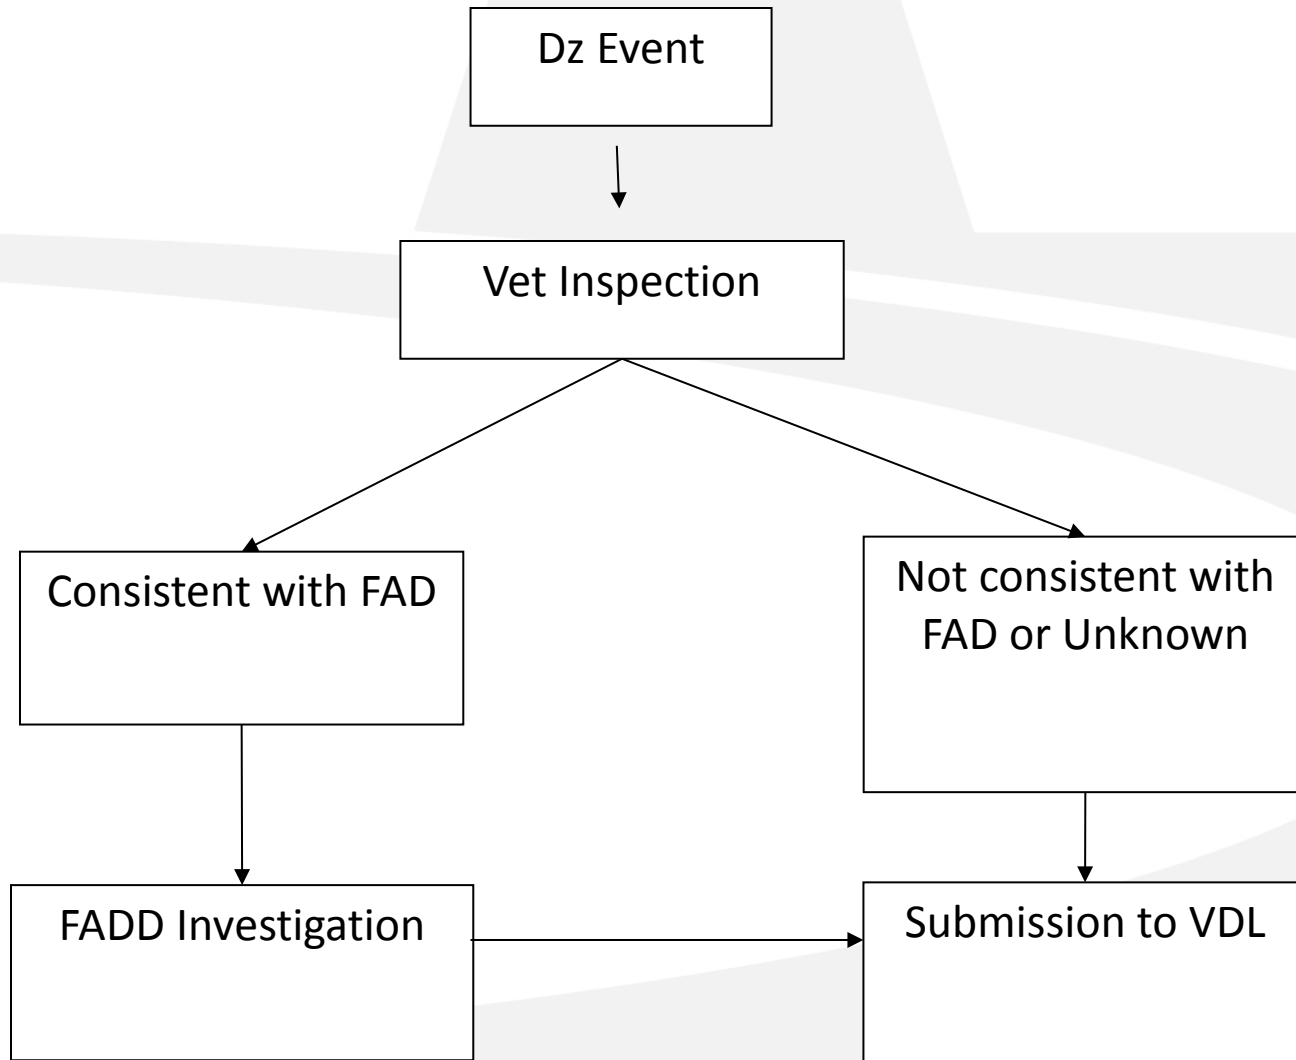 Dz Event
Vet Inspection
Consistent with FAD
Not consistent with
FAD or Unknown
FADD Investigation
Submission to VDL